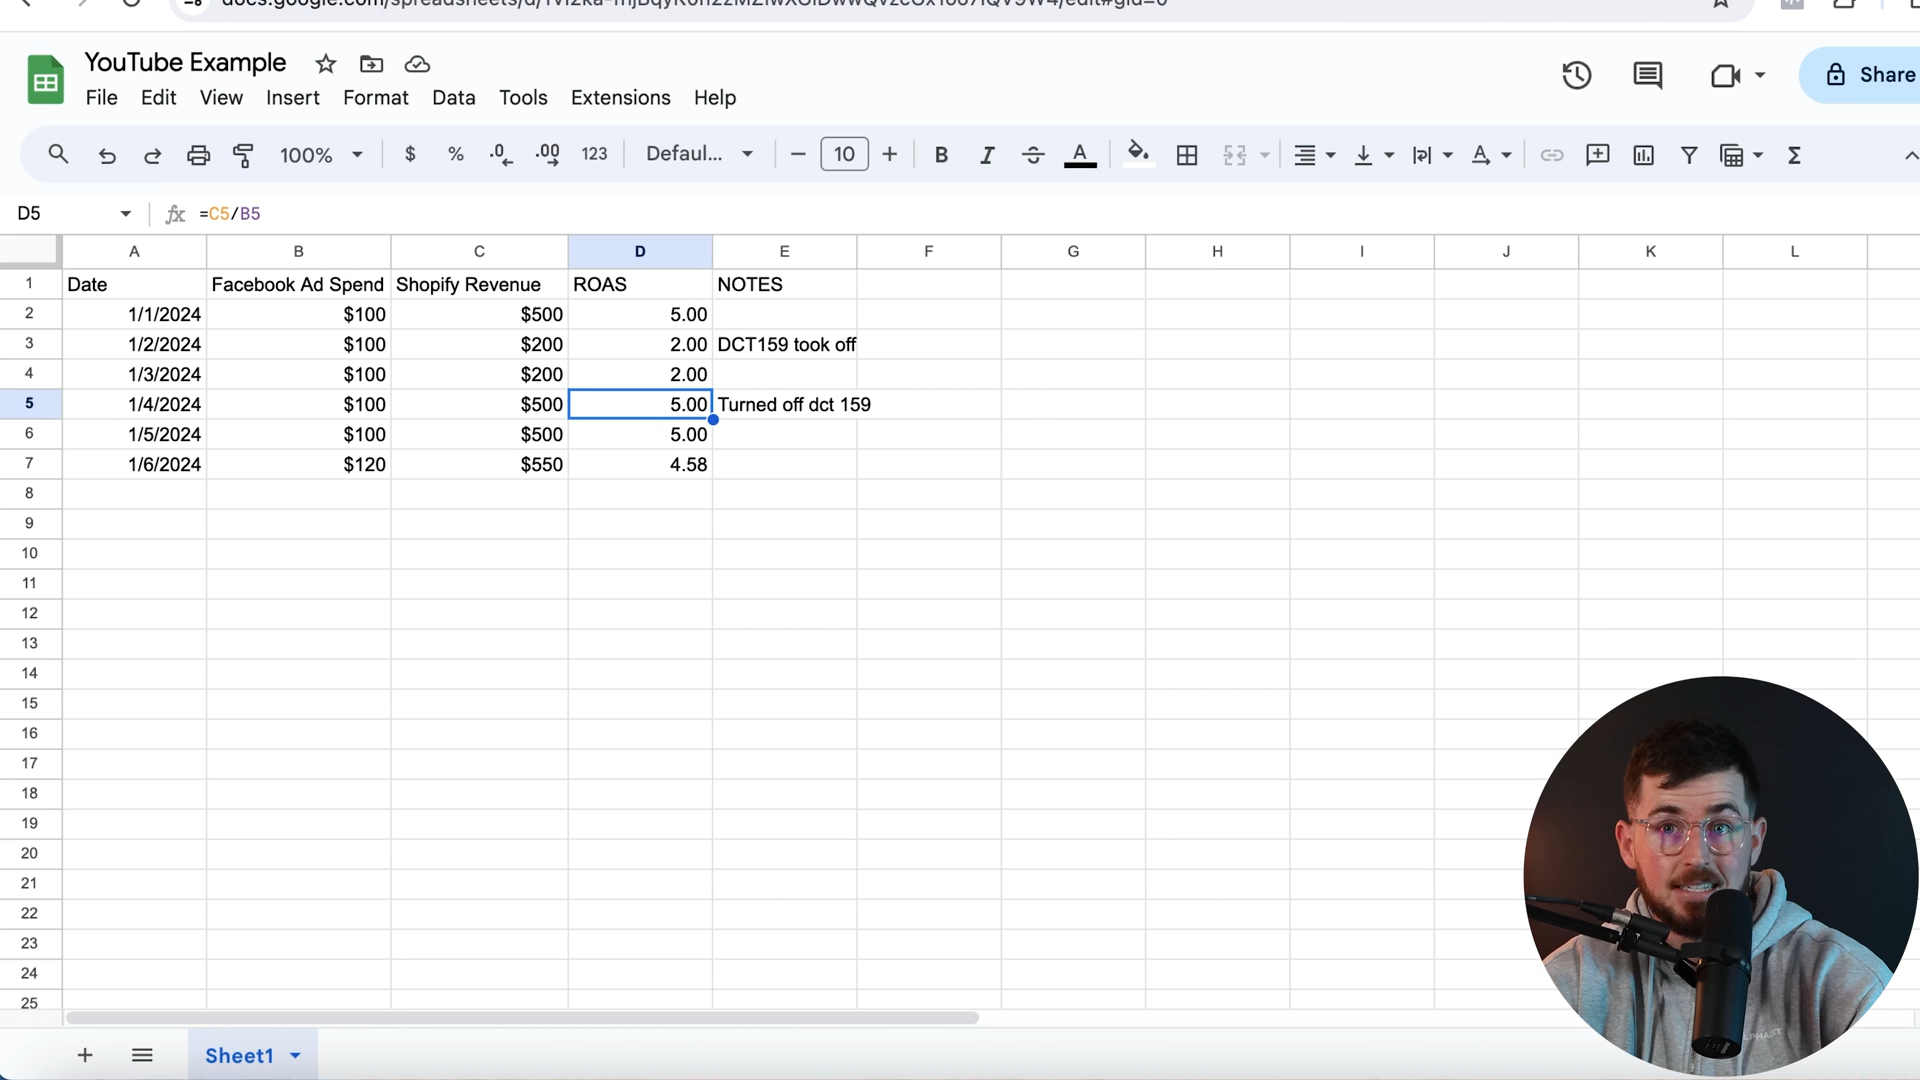 YouTube Example
File Edit View Insert Format Data Tools Extensions Help
Share
100% $ % .0 .00 123 Defaul... 10 B I A
D5 fx =C5/B5
A B C D E F G H I J K L
1 Date Facebook Ad Spend Shopify Revenue ROAS NOTES
2 1/1/2024 $100 $500 5.00
3 1/2/2024 $100 $200 2.00 DCT159 took off
4 1/3/2024 $100 $200 2.00
5 1/4/2024 $100 $500 5.00 Turned off dct 159
6 1/5/2024 $100 $500 5.00
7 1/6/2024 $120 $550 4.58
8
9
10
11
12
13
14
15
16
17
18
19
20
21
22
23
24
25
Sheet1